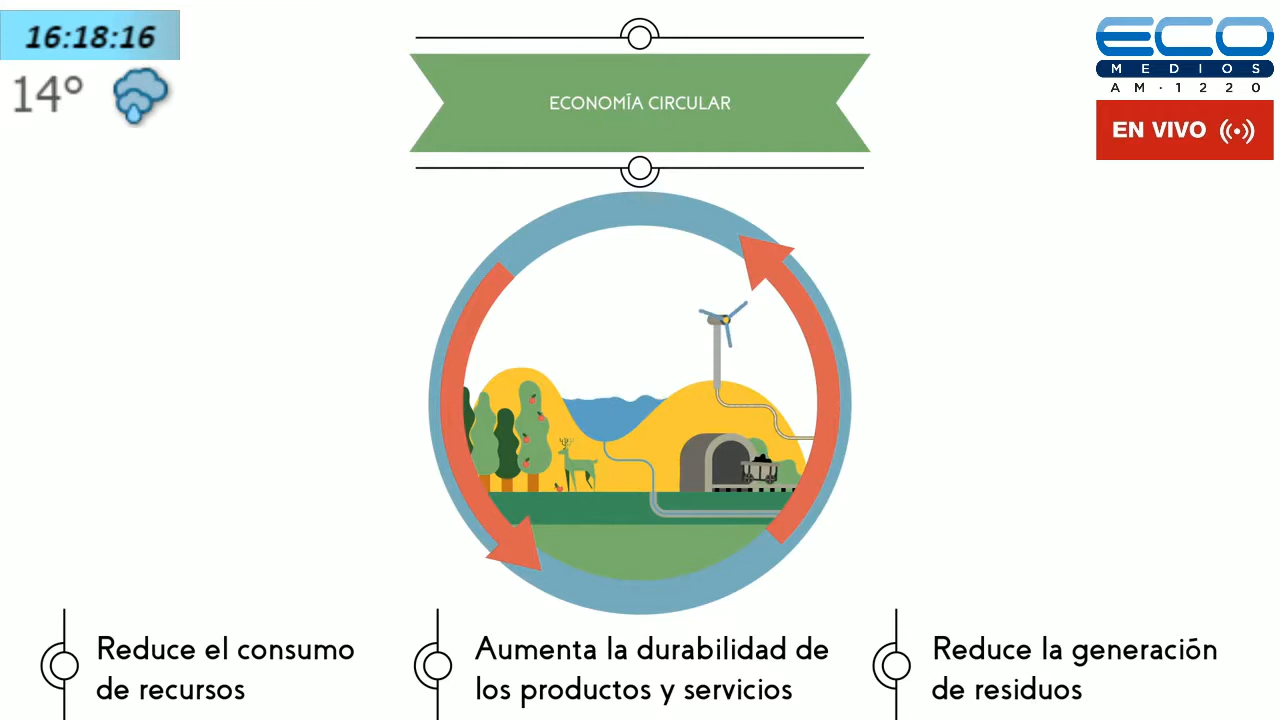 16:18:16
14°
ECONOMÍA CIRCULAR
ECO
MEDIOS
AM·1220
EN VIVO
Reduce el consumo
de recursos
Aumenta la durabilidad de
los productos y servicios
Reduce la generación
de residuos